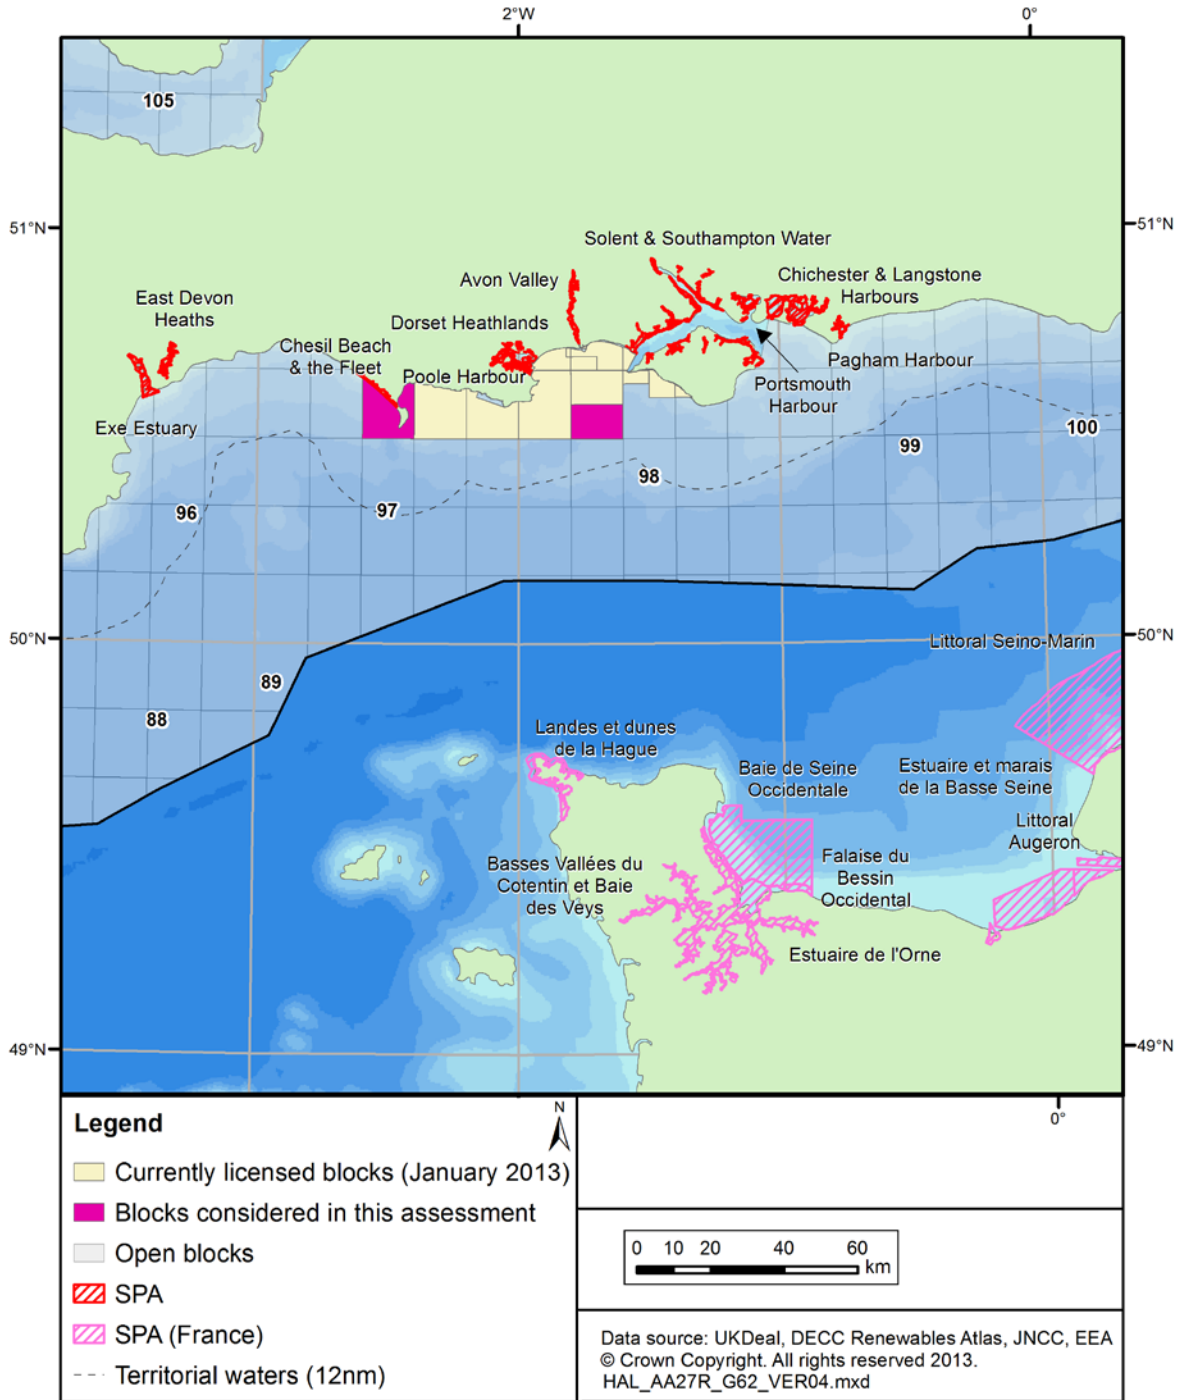 2°W
0°
105
51°N
51°N
Solent & Southampton Water
Avon Valley
Chichester & Langstone
Harbours
East Devon
Heaths
Dorset Heathlands
Chesil Beach
& the Fleet
Poole Harbour
Pagham Harbour
Portsmouth
Harbour
Exe Estuary
100
99
98
97
96
50°N
50°N
Littoral Seino-Marin
89
88
Landes et dunes
de la Hague
Baie de Seine
Occidentale
Estuaire et marais
de la Basse Seine
Littoral
Augeron
Basses Vallées du
Cotentin et Baie
des Veys
Falaise du
Bessin
Occidental
Estuaire de l'Orne
49°N
49°N
0°
Legend
N
Currently licensed blocks (January 2013)
Blocks considered in this assessment
Open blocks
SPA
SPA (France)
Territorial waters (12nm)
0 10 20 40 60
km
Data source: UKDeal, DECC Renewables Atlas, JNCC, EEA
© Crown Copyright. All rights reserved 2013.
HAL_AA27R_G62_VER04.mxd